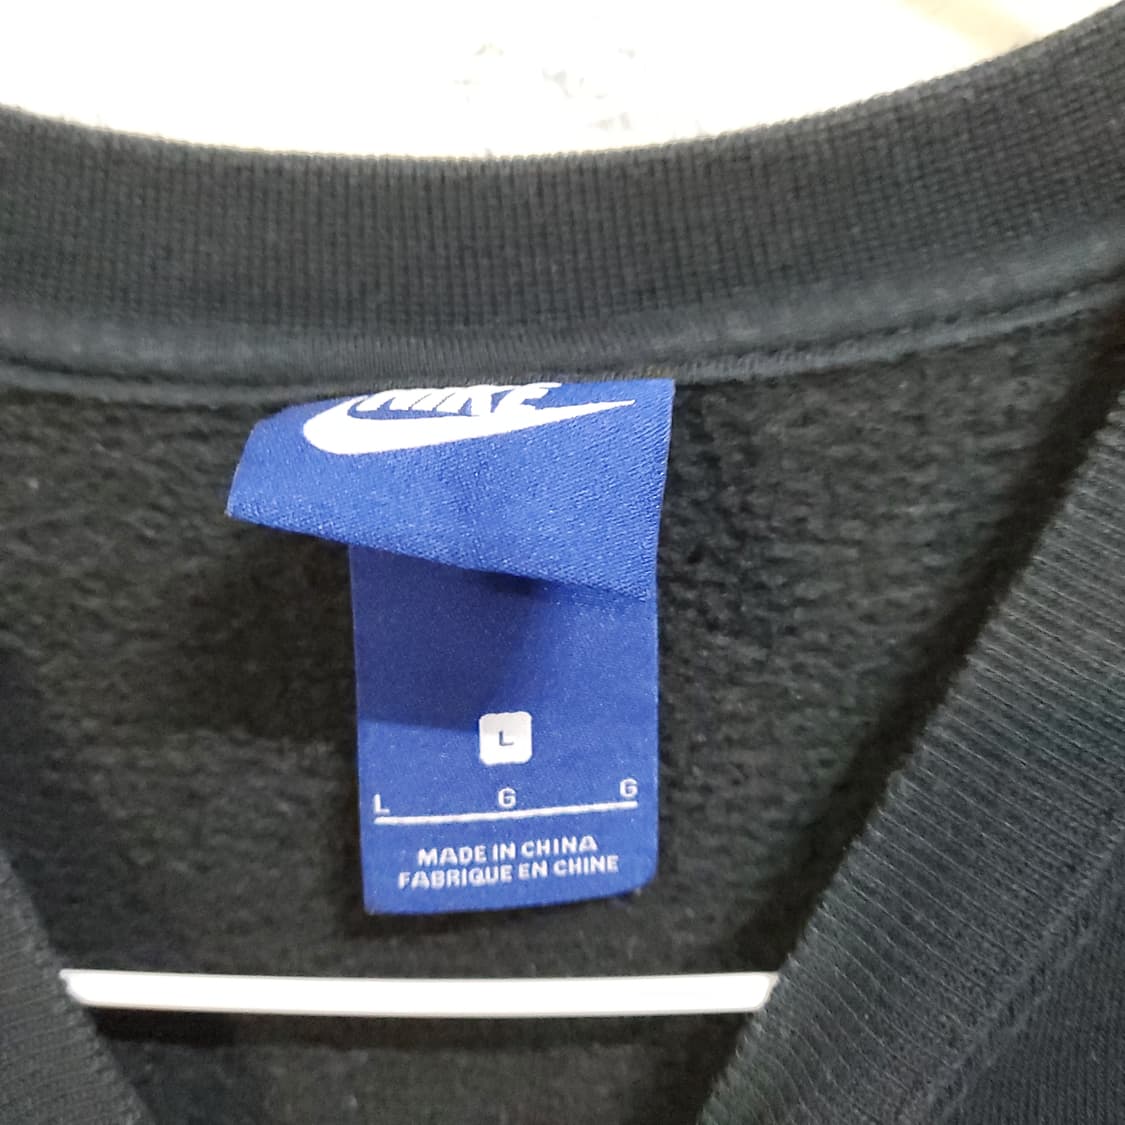 NIKE
L
L G G
MADE IN CHINA
FABRIQUE EN CHINE